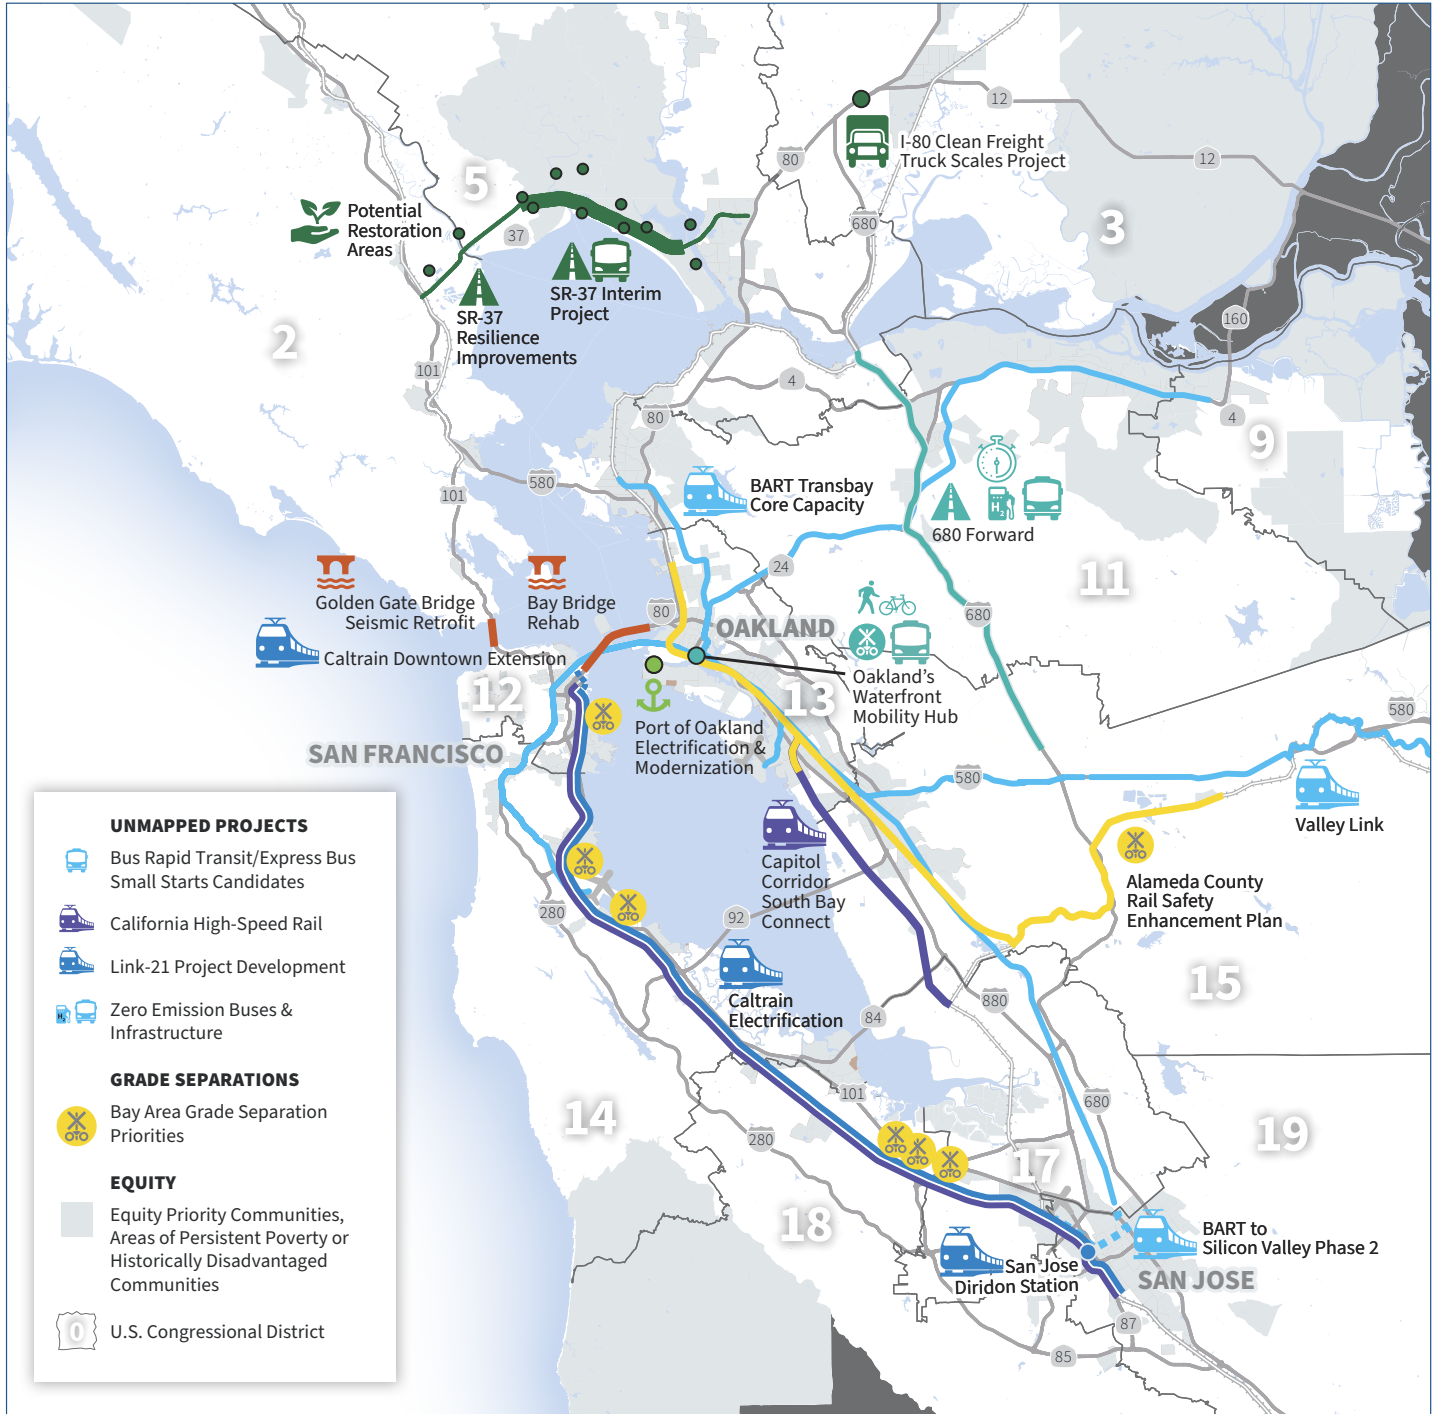 12
I-80 Clean Freight
Truck Scales Project
80
12
5
Potential
Restoration
Areas
37
680
3
SR-37 Interim
Project
SR-37
Resilience
Improvements
160
2
101
4
80
4
9
580
101
BART Transbay
Core Capacity
H2
680 Forward
24
11
Golden Gate Bridge
Seismic Retrofit
Bay Bridge
Rehab
80
680
OAKLAND
Caltrain Downtown Extension
Oakland's
Waterfront
Mobility Hub
12
13
580
Port of Oakland
Electrification &
Modernization
SAN FRANCISCO
580
Valley Link
Capitol
Corridor
South Bay
Connect
Alameda County
Rail Safety
Enhancement Plan
280
92
15
Caltrain
Electrification
880
84
101
680
14
280
19
17
18
BART to
Silicon Valley Phase 2
San Jose
Diridon Station
SAN JOSE
87
85
UNMAPPED PROJECTS
Bus Rapid Transit/Express Bus
Small Starts Candidates
California High-Speed Rail
Link-21 Project Development
H2
Zero Emission Buses &
Infrastructure
GRADE SEPARATIONS
Bay Area Grade Separation
Priorities
EQUITY
Equity Priority Communities,
Areas of Persistent Poverty or
Historically Disadvantaged
Communities
0
U.S. Congressional District